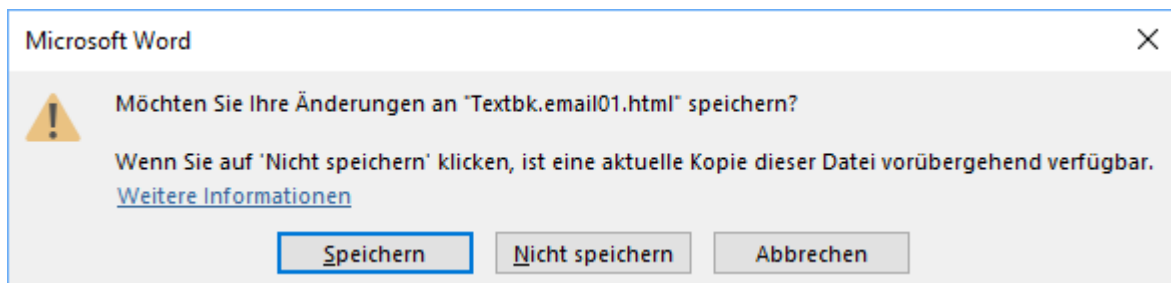 Microsoft Word
Möchten Sie Ihre Änderungen an "Textbk.email01.html" speichern?
Wenn Sie auf 'Nicht speichern' klicken, ist eine aktuelle Kopie dieser Datei vorübergehend verfügbar.
Weitere Informationen
Speichern Nicht speichern Abbrechen